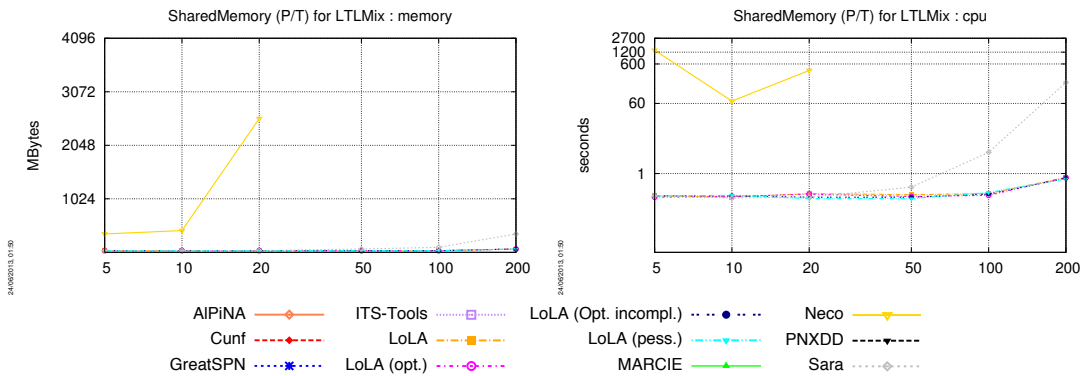 SharedMemory (P/T) for LTLMix : memory
4096
3072
2048
1024
MBytes
5 10 20 50 100 200
24/06/2013, 01:50
SharedMemory (P/T) for LTLMix : cpu
2700
1200
600
60
1
seconds
5 10 20 50 100 200
24/06/2013, 01:50
AlPiNA ITS-Tools LoLA (Opt. incompl.) Neco
Cunf LoLA LoLA (pess.) PNXDD
GreatSPN LoLA (opt.) MARCIE Sara